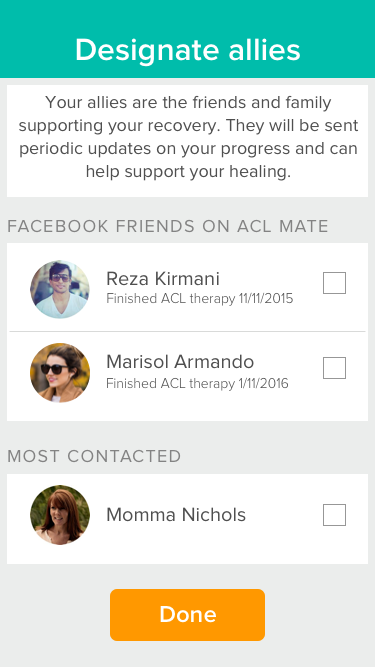 Designate allies
Your allies are the friends and family
supporting your recovery. They will be sent
periodic updates on your progress and can
help support your healing.
FACEBOOK FRIENDS ON ACL MATE
Reza Kirmani
Finished ACL therapy 11/11/2015
Marisol Armando
Finished ACL therapy 1/11/2016
MOST CONTACTED
Momma Nichols
Done